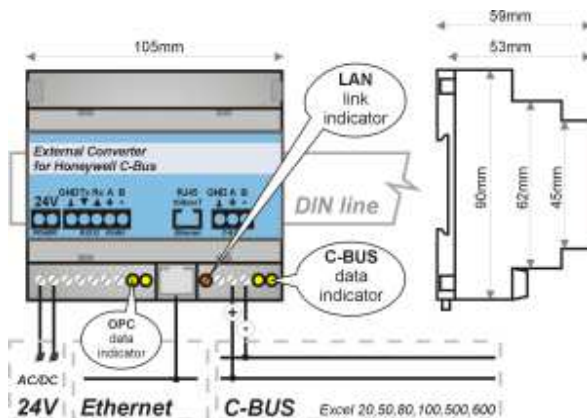 59mm
105mm
53mm
LAN
link
indicator
External Converter
for Honeywell C-Bus
GND Tx Rx A B
RJ45
GND A B
24V
DIN line
90mm
62mm
45mm
C-BUS
data
indicator
OPC
data
indicator
+
-
AC/DC
24V
Ethernet
C-BUS
Excel 20,50,80,100,500,600